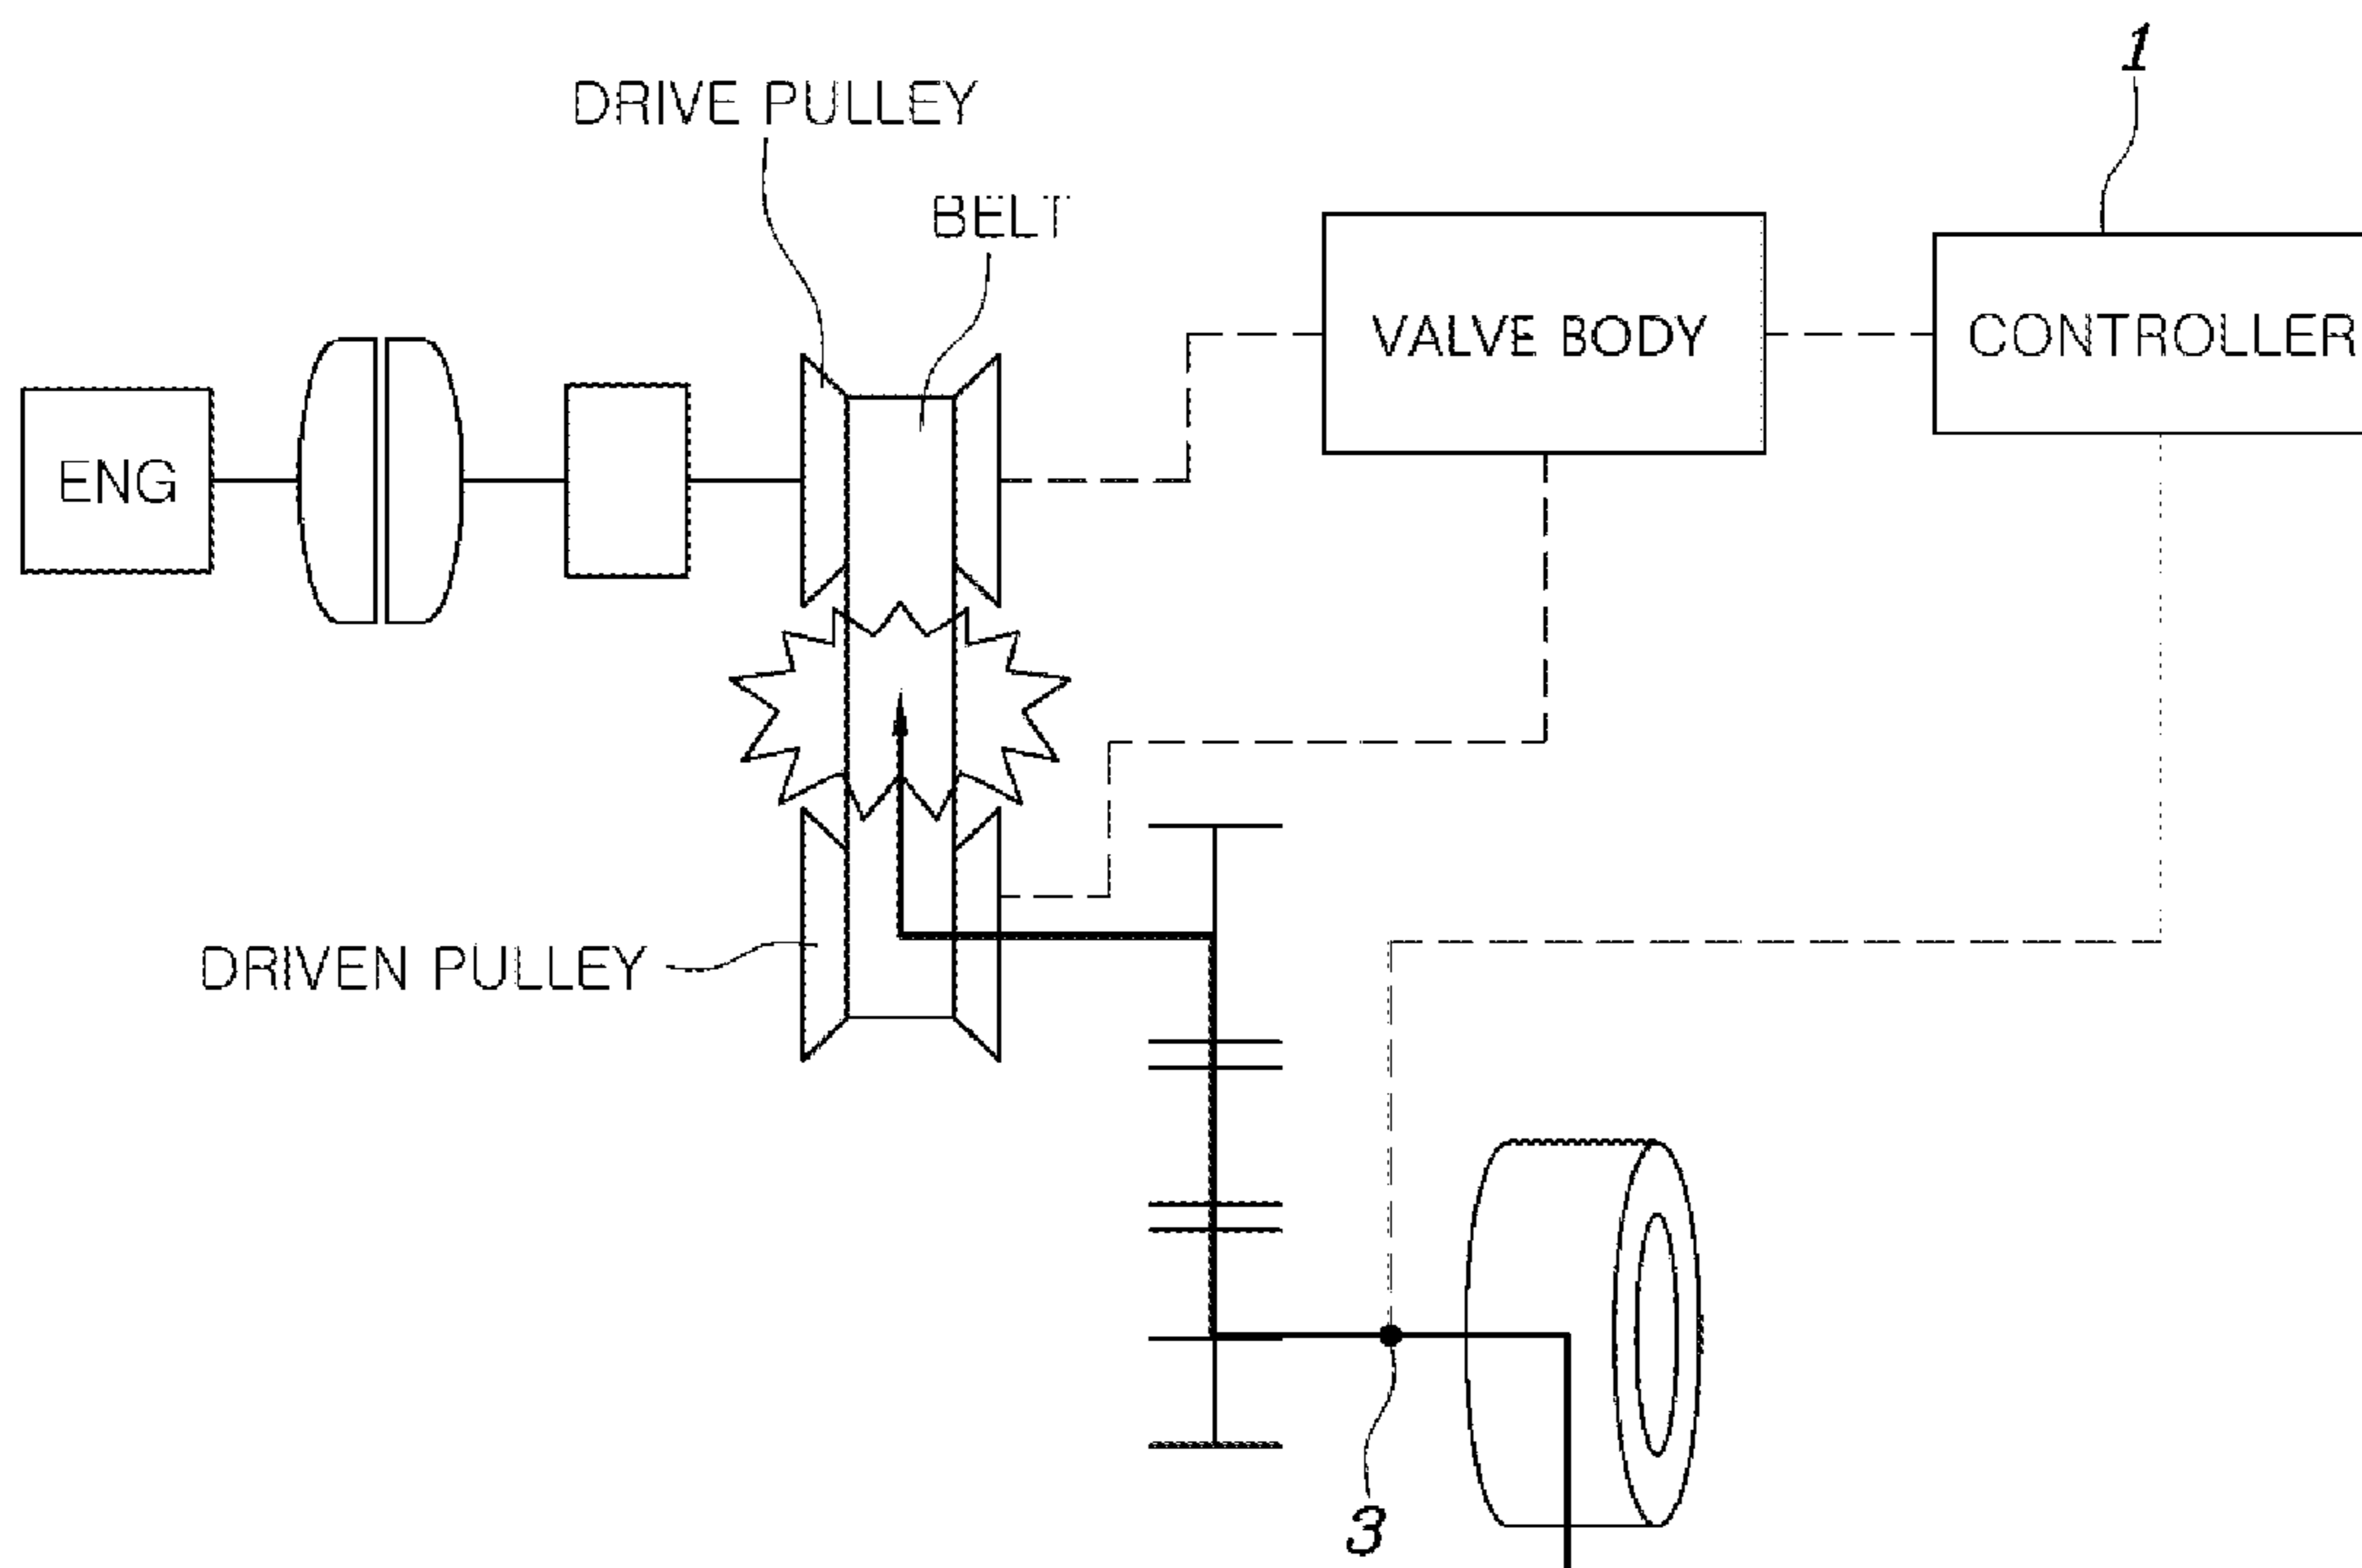 1
DRIVE PULLEY
BELT
VALVE BODY
CONTROLLER
ENG
DRIVEN PULLEY
3